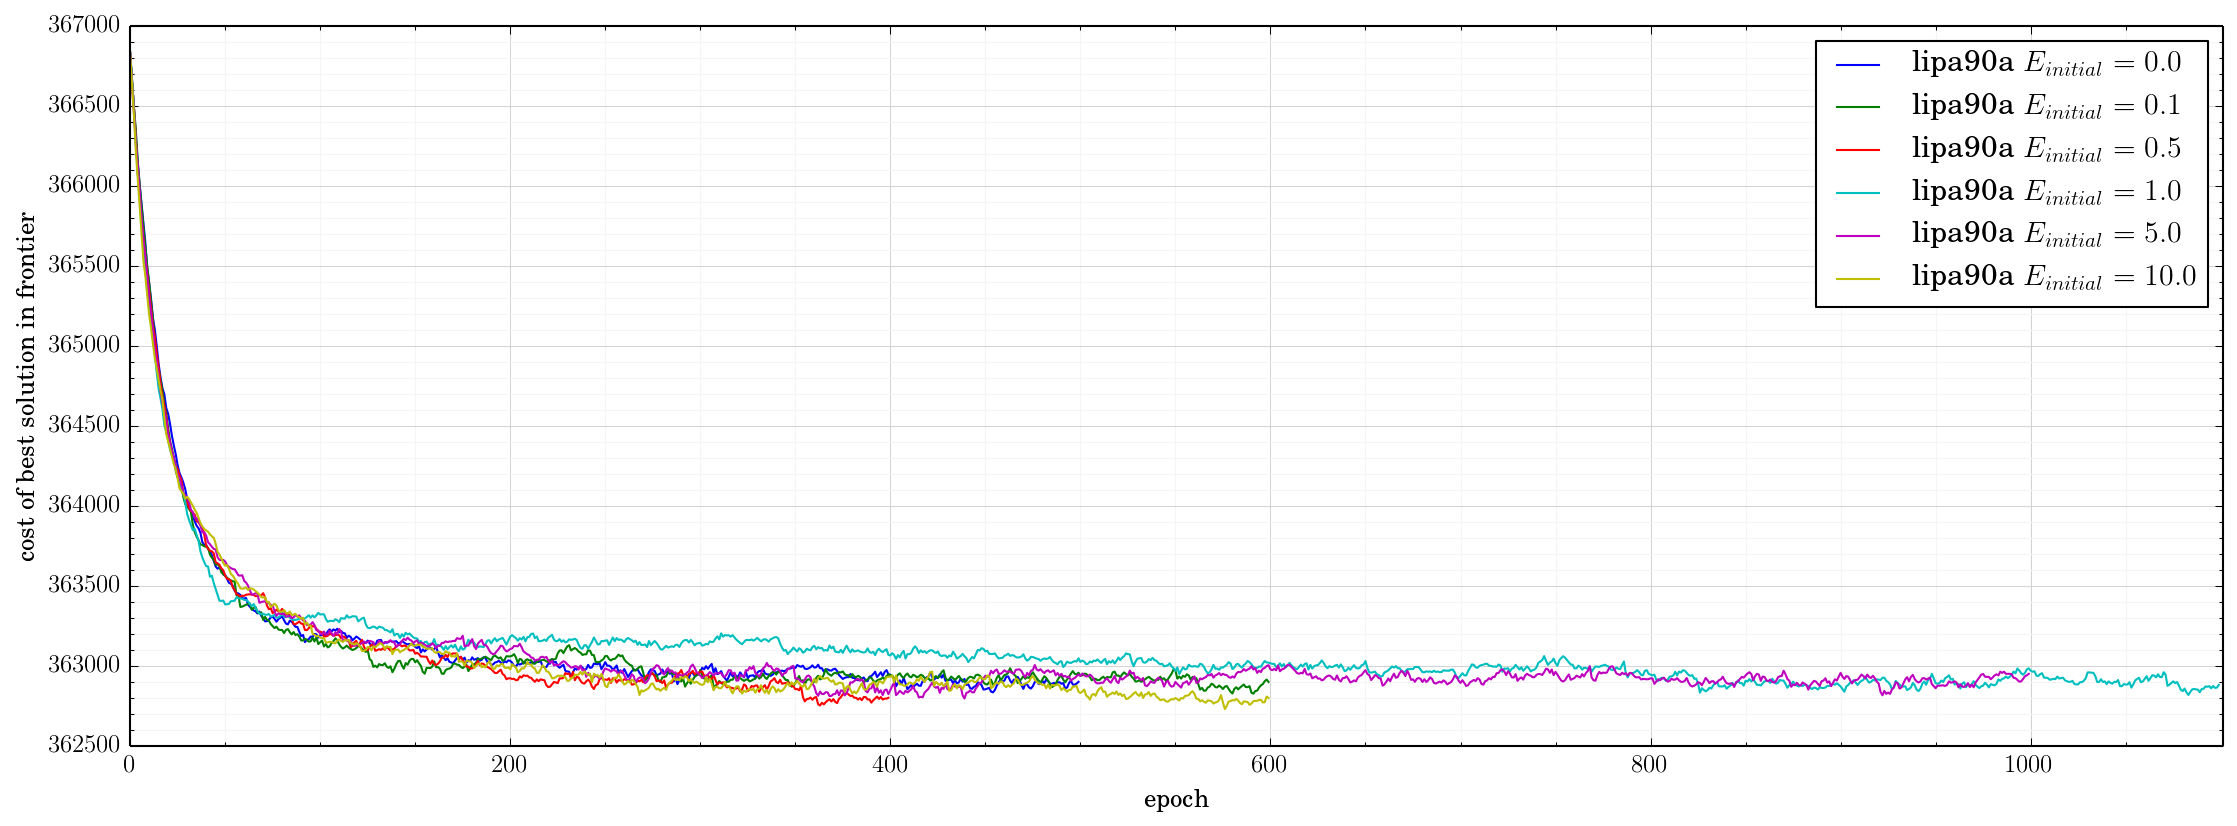 367000
366500
366000
365500
365000
364500
364000
363500
363000
362500
cost of best solution in frontier
0
200
400
600
800
1000
epoch
lipa90a E_initial = 0.0
lipa90a E_initial = 0.1
lipa90a E_initial = 0.5
lipa90a E_initial = 1.0
lipa90a E_initial = 5.0
lipa90a E_initial = 10.0